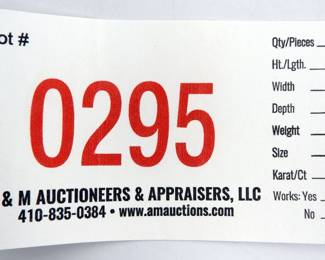 ot #
0295
& M AUCTIONEERS & APPRAISERS, LLC
410-835-0384 • www.amauctions.com
Qty/Pieces
Ht./Lgth.
Width
Depth
Weight
Size
Karat/Ct
Works: Yes
No